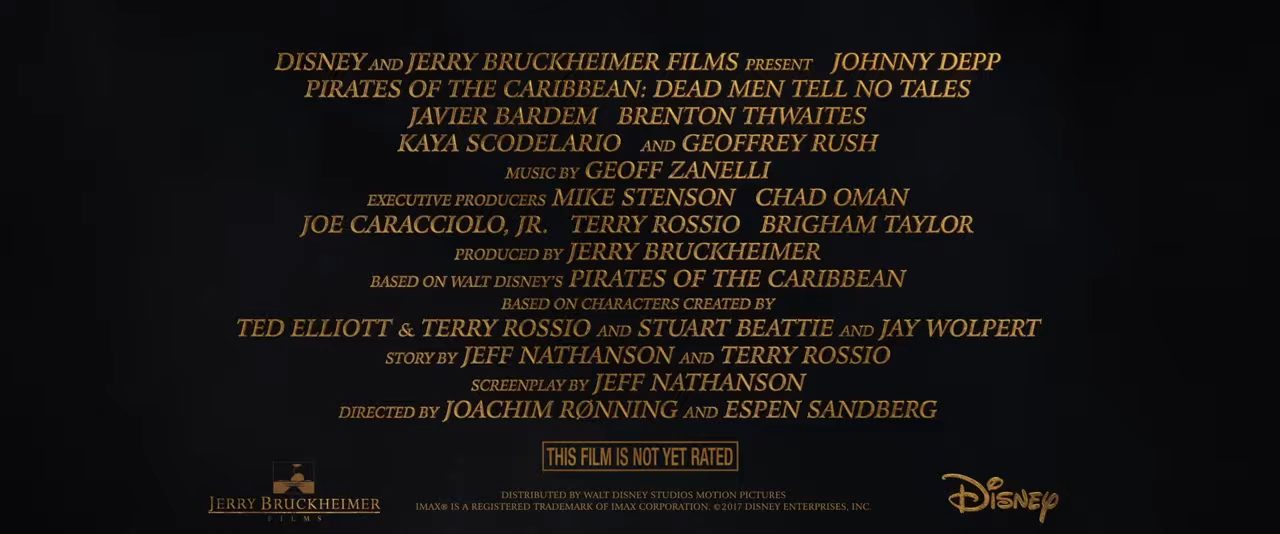 DISNEY AND JERRY BRUCKHEIMER FILMS PRESENT JOHNNY DEPP
PIRATES OF THE CARIBBEAN: DEAD MEN TELL NO TALES
JAVIER BARDEM BRENTON THWAITES
KAYA SCODELARIO AND GEOFFREY RUSH
MUSIC BY GEOFF ZANELLI
EXECUTIVE PRODUCERS MIKE STENSON CHAD OMAN
JOE CARACCIOLO, JR. TERRY ROSSIO BRIGHAM TAYLOR
PRODUCED BY JERRY BRUCKHEIMER
BASED ON WALT DISNEY'S PIRATES OF THE CARIBBEAN
BASED ON CHARACTERS CREATED BY
TED ELLIOTT & TERRY ROSSIO AND STUART BEATTIE AND JAY WOLPERT
STORY BY JEFF NATHANSON AND TERRY ROSSIO
SCREENPLAY BY JEFF NATHANSON
DIRECTED BY JOACHIM RØNNING AND ESPEN SANDBERG
THIS FILM IS NOT YET RATED
JERRY BRUCKHEIMER
FILMS
DISTRIBUTED BY WALT DISNEY STUDIOS MOTION PICTURES
IMAX® IS A REGISTERED TRADEMARK OF IMAX CORPORATION. ©2017 DISNEY ENTERPRISES, INC.
DISNEY